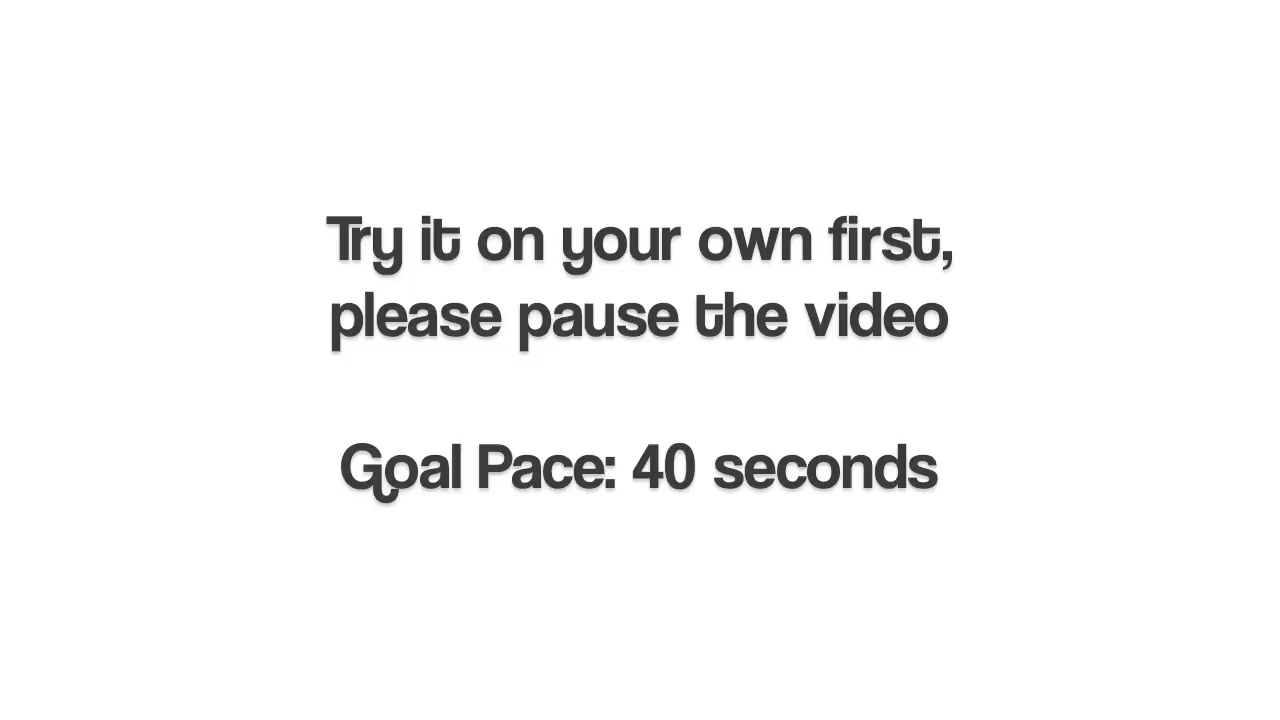 Try it on your own first,
please pause the video
Goal Pace: 40 seconds